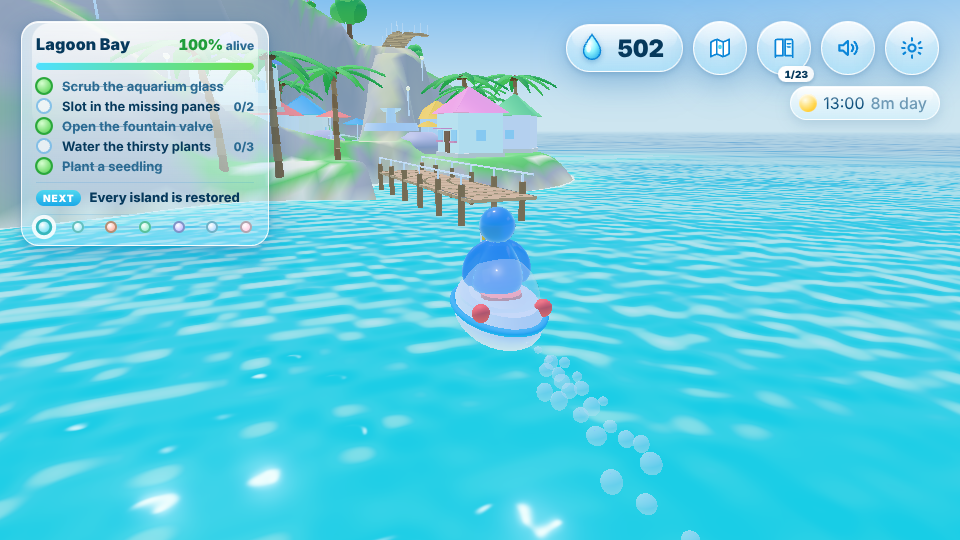 Lagoon Bay 100% alive
Scrub the aquarium glass
Slot in the missing panes 0/2
Open the fountain valve
Water the thirsty plants 0/3
Plant a seedling
NEXT Every island is restored
502
1/23
13:00 8m day